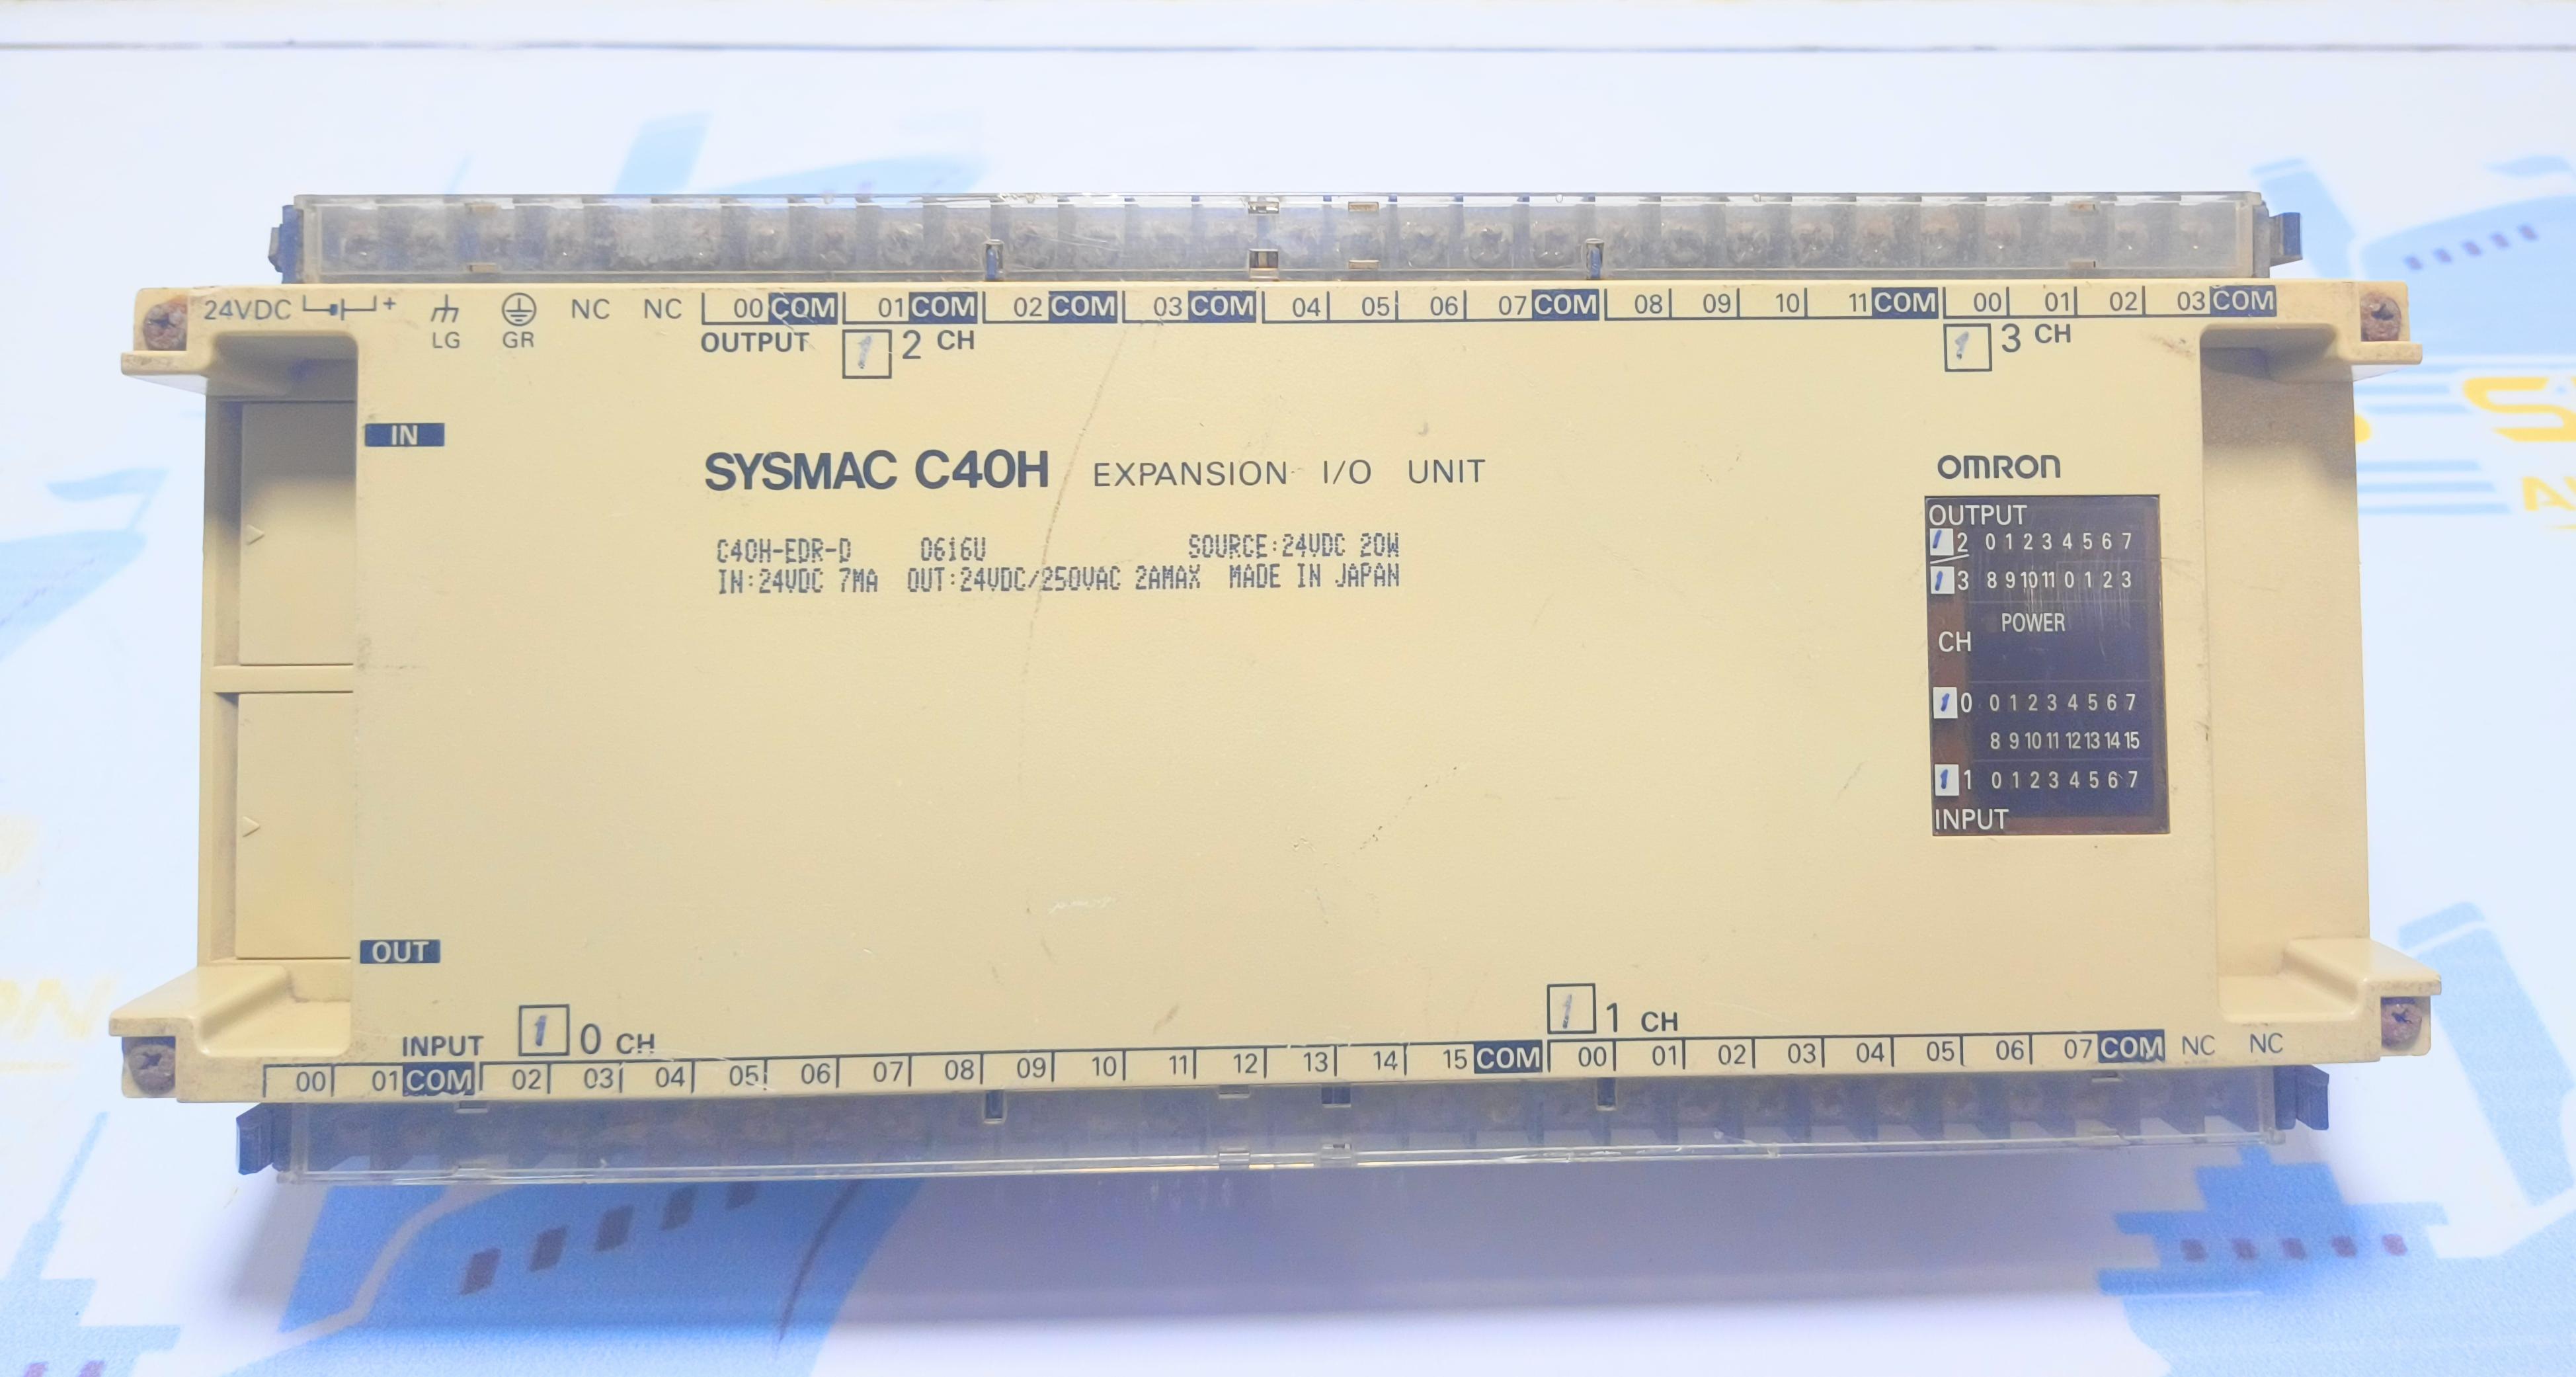 24VDC + NC NC 00 COM 01 COM 02 COM 03 COM 04 05 06 07 COM 08 09 10 11 COM 00 01 02 03 COM
LG GR OUTPUT 1 2 CH 1 3 CH
IN
SYSMAC C40H EXPANSION I/O UNIT
OMRON
C40H-EDR-D 0616U SOURCE:24VDC 20W
IN:24VDC 7MA OUT:24VDC/250VAC 2AMAX MADE IN JAPAN
OUTPUT
1 2 0 1 2 3 4 5 6 7
1 3 8 9 10 11 0 1 2 3
POWER
CH
1 0 0 1 2 3 4 5 6 7
8 9 10 11 12 13 14 15
1 1 0 1 2 3 4 5 6 7
INPUT
OUT
INPUT 1 0 CH 1 1 CH
00 01 COM 02 03 04 05 06 07 08 09 10 11 12 13 14 15 COM 00 01 02 03 04 05 06 07 COM NC NC